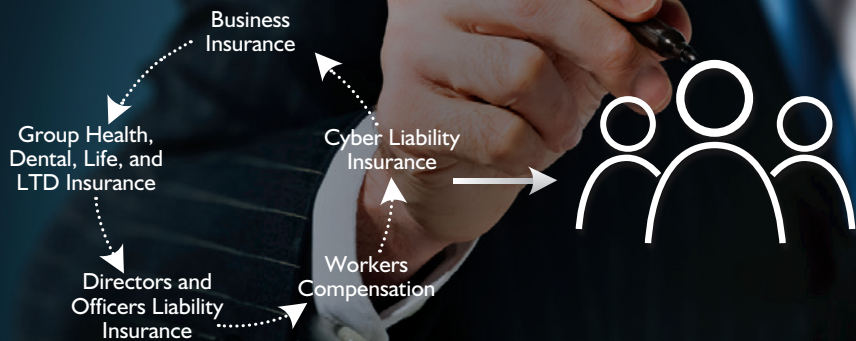 Business
Insurance
Group Health,
Dental, Life, and
LTD Insurance
Cyber Liability
Insurance
Directors and
Officers Liability
Insurance
Workers
Compensation